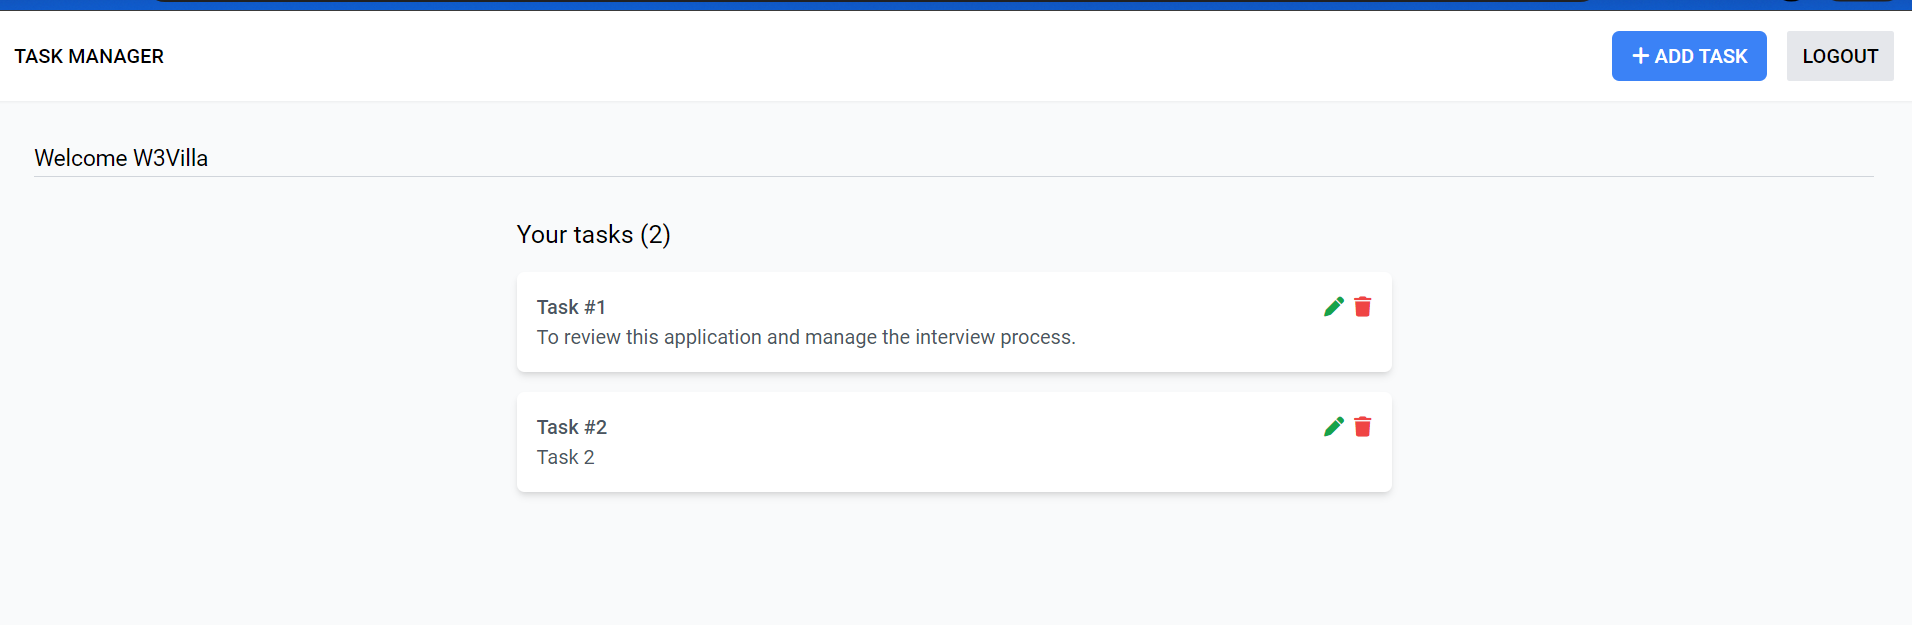 TASK MANAGER
+ ADD TASK
LOGOUT
Welcome W3Villa
Your tasks (2)
Task #1
To review this application and manage the interview process.
Task #2
Task 2